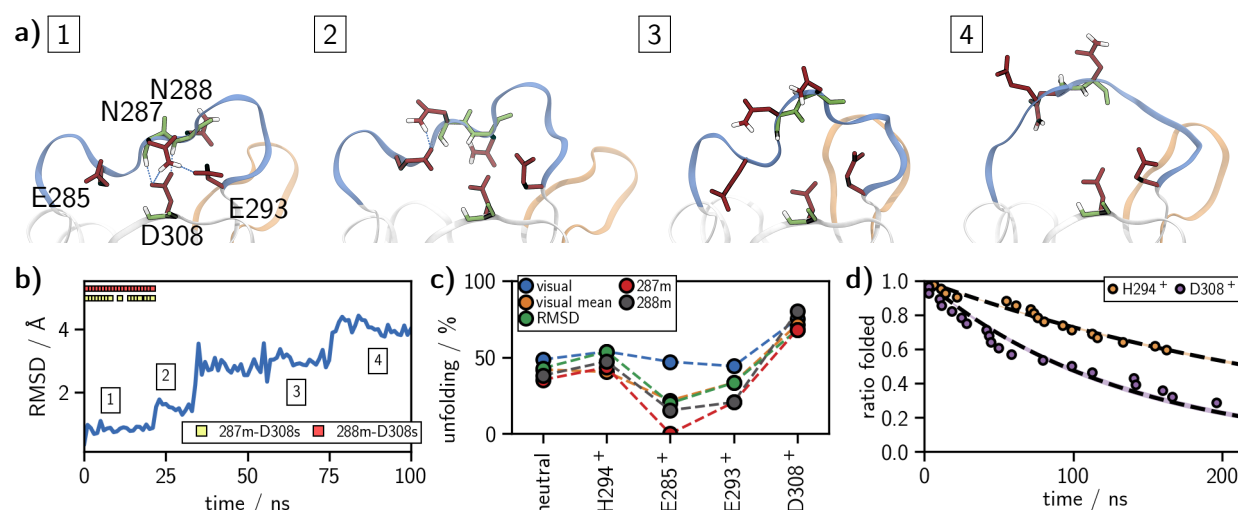 a)
1
2
3
4
N288
N287
E285
E293
D308
b)
RMSD / Å
4
2
1
2
3
4
287m-D308s
288m-D308s
0
25
50
75
100
time / ns
c)
unfolding / %
100
50
0
visual
visual mean
RMSD
287m
288m
neutral
H294 +
E285 +
E293 +
D308 +
d)
ratio folded
1.0
0.8
0.6
0.4
0.2
0.0
H294 +
D308 +
0
100
200
time / ns